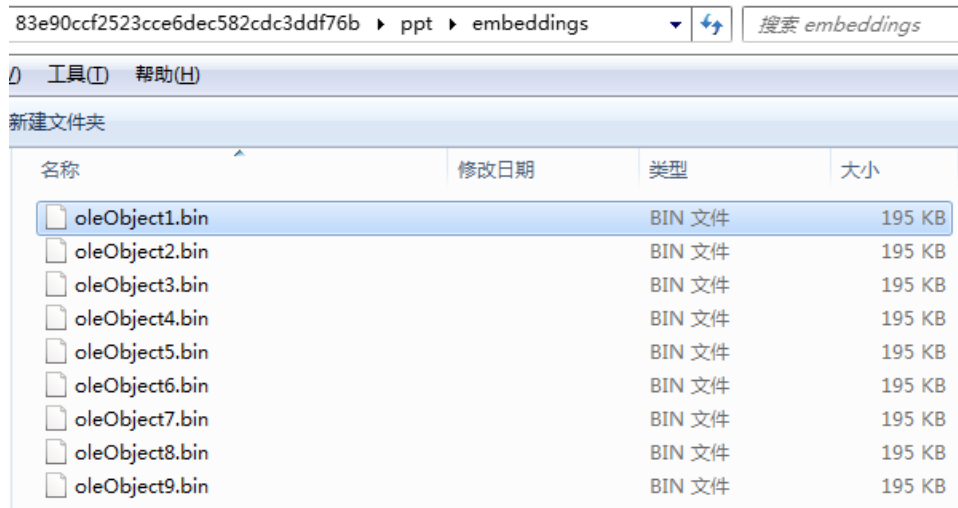 83e90ccf2523cce6dec582cdc3ddf76b ▸ ppt ▸ embeddings 搜索 embeddings
) 工具(T) 帮助(H)
新建文件夹
名称 修改日期 类型 大小
oleObject1.bin BIN 文件 195 KB
oleObject2.bin BIN 文件 195 KB
oleObject3.bin BIN 文件 195 KB
oleObject4.bin BIN 文件 195 KB
oleObject5.bin BIN 文件 195 KB
oleObject6.bin BIN 文件 195 KB
oleObject7.bin BIN 文件 195 KB
oleObject8.bin BIN 文件 195 KB
oleObject9.bin BIN 文件 195 KB